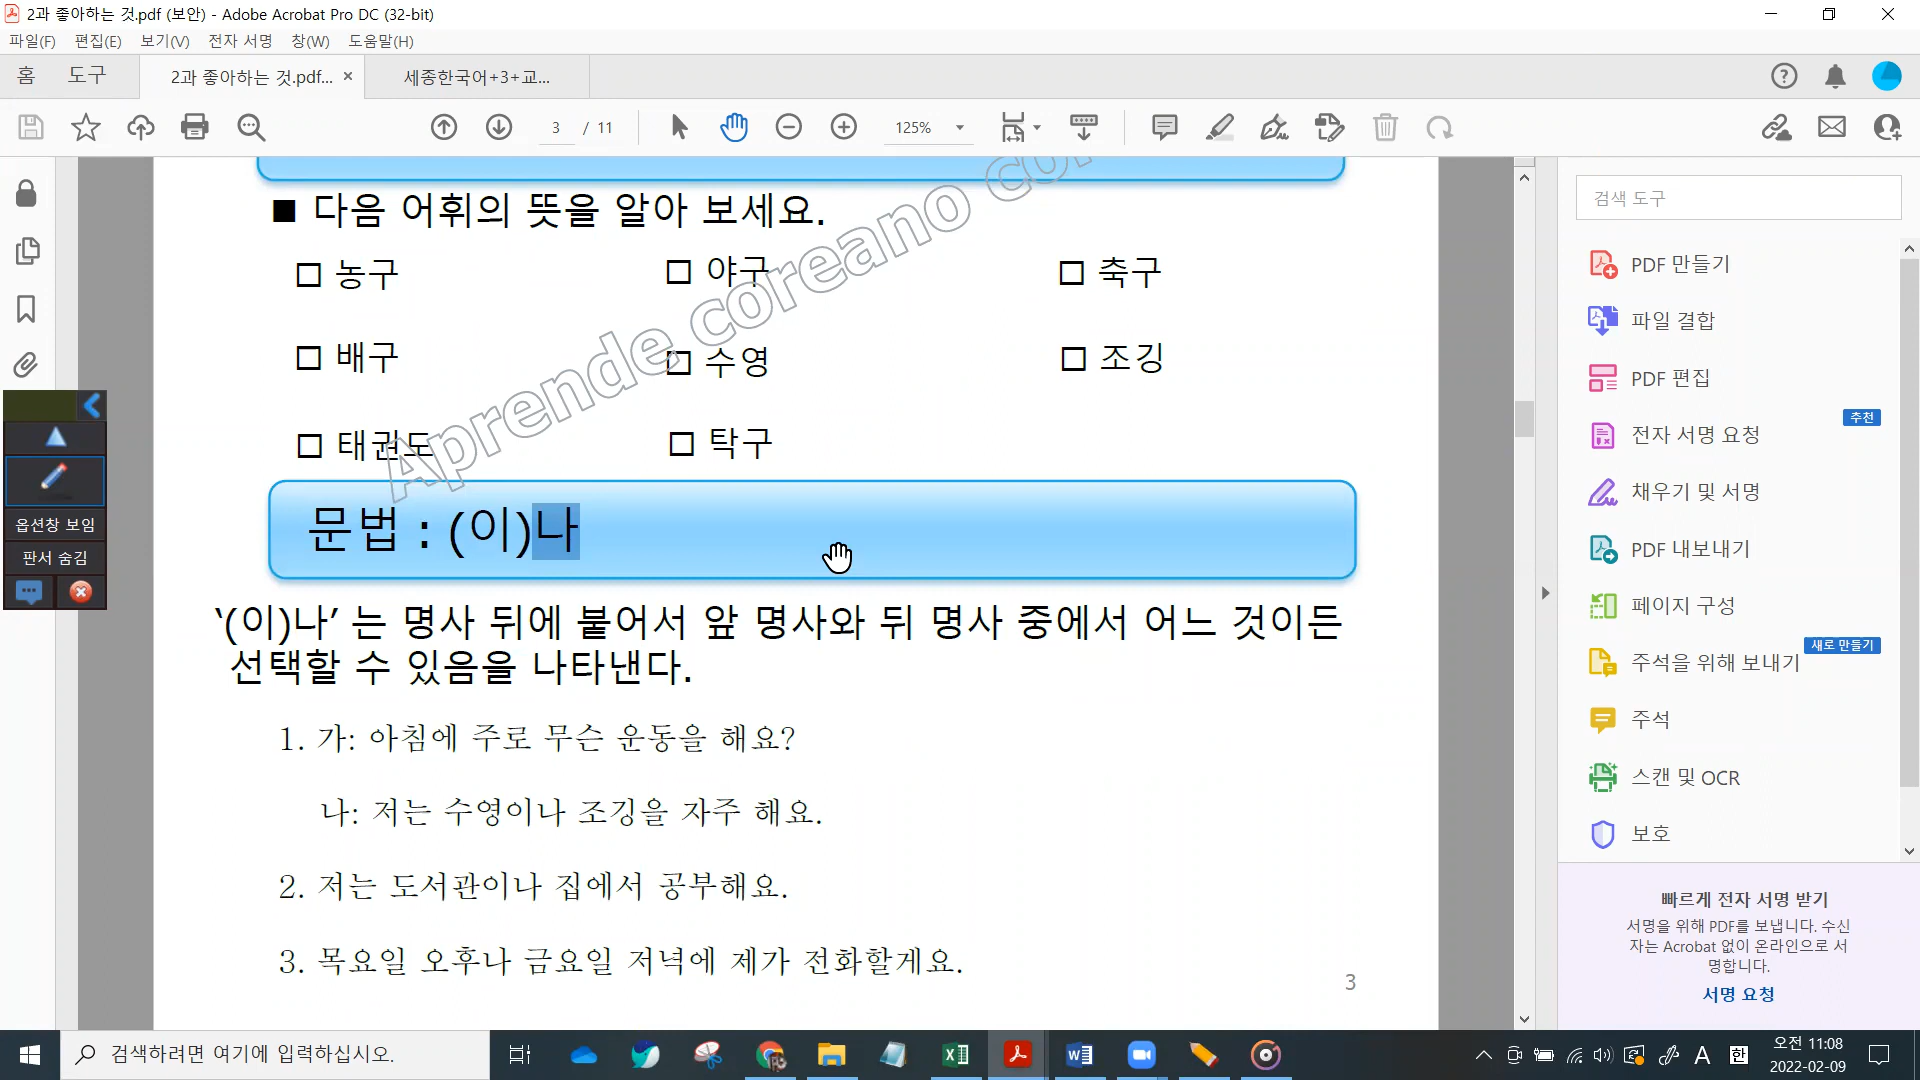 2과 좋아하는 것.pdf (보안) - Adobe Acrobat Pro DC (32-bit)
파일(F) 편집(E) 보기(V) 전자 서명 창(W) 도움말(H)
홈 도구 2과 좋아하는 것.pdf... × 세종한국어+3+교...
3 / 11 125%
■ 다음 어휘의 뜻을 알아 보세요.
□ 농구 □ 야구 □ 축구
□ 배구 □ 수영 □ 조깅
□ 태권도 □ 탁구
Aprende coreano
문법 : (이)나
‘(이)나’ 는 명사 뒤에 붙어서 앞 명사와 뒤 명사 중에서 어느 것이든
선택할 수 있음을 나타낸다.
1. 가: 아침에 주로 무슨 운동을 해요?
나: 저는 수영이나 조깅을 자주 해요.
2. 저는 도서관이나 집에서 공부해요.
3. 목요일 오후나 금요일 저녁에 제가 전화할게요.
3
옵션창 보임
판서 숨김
검색 도구
PDF 만들기
파일 결합
PDF 편집
추천
전자 서명 요청
채우기 및 서명
PDF 내보내기
페이지 구성
새로 만들기
주석을 위해 보내기
주석
스캔 및 OCR
보호
빠르게 전자 서명 받기
서명을 위해 PDF를 보냅니다. 수신
자는 Acrobat 없이 온라인으로 서
명합니다.
서명 요청
검색하려면 여기에 입력하십시오.
A 한 오전 11:08
2022-02-09